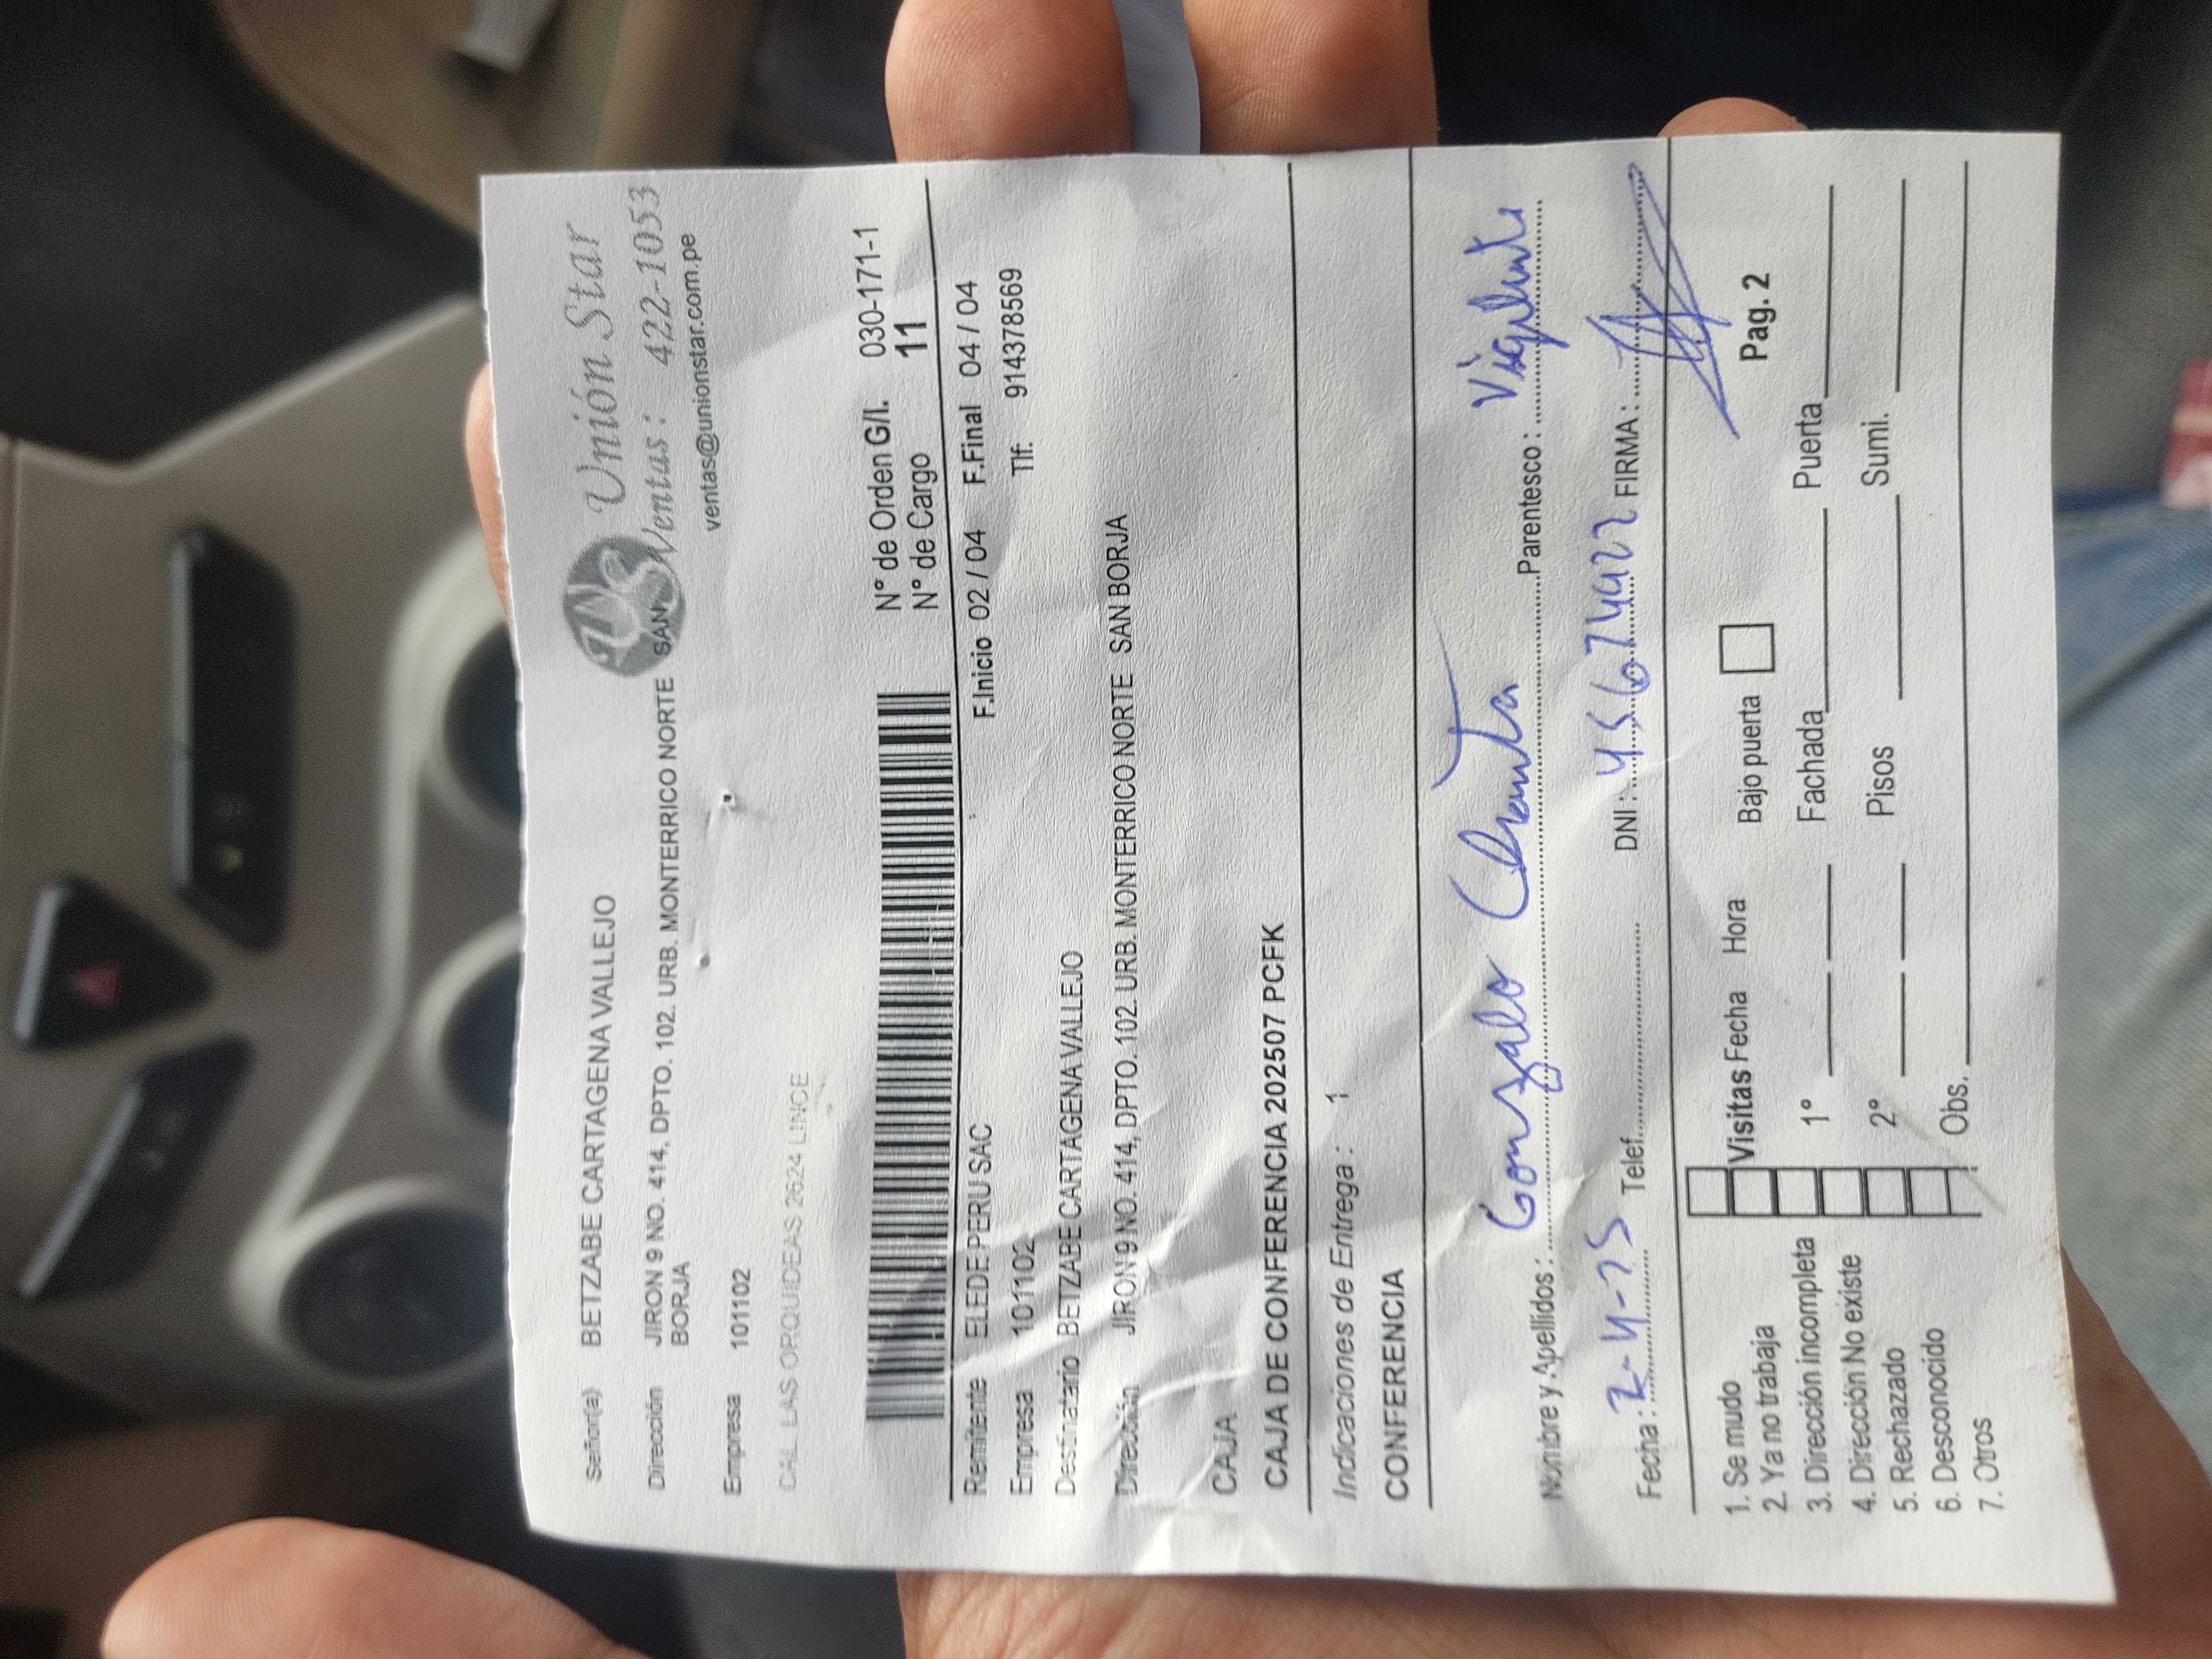 Unión Star
Ventas: 422-1053
ventas@unionstar.com.pe
Señor(a) BETZABE CARTAGENA VALLEJO
Dirección JIRON 9 NO. 414, DPTO. 102. URB. MONTERRICO NORTE SAN
BORJA
Empresa 101102
CAL. LAS ORQUIDEAS 2624 LINCE
N° de Orden G/I. 030-171-1
N° de Cargo 11
F.Inicio 02 / 04 F.Final 04 / 04
Remitente ELEDE PERU SAC
Empresa 101102 Tlf. 914378569
Destinatario BETZABE CARTAGENA VALLEJO
Dirección JIRON 9 NO. 414, DPTO. 102. URB. MONTERRICO NORTE SAN BORJA
CAJA
CAJA DE CONFERENCIA 202507 PCFK
Indicaciones de Entrega : 1
CONFERENCIA
Nombre y Apellidos : Gonzalo Parentesco :
Fecha : 2-4-25 Telef. DNI : 45674922 FIRMA :
Pag. 2
1. Se mudo
2. Ya no trabaja Visitas Fecha Hora Bajo puerta
3. Dirección incompleta 1° Fachada Puerta
4. Dirección No existe
5. Rechazado 2° Pisos Sumi.
6. Desconocido
7. Otros Obs.